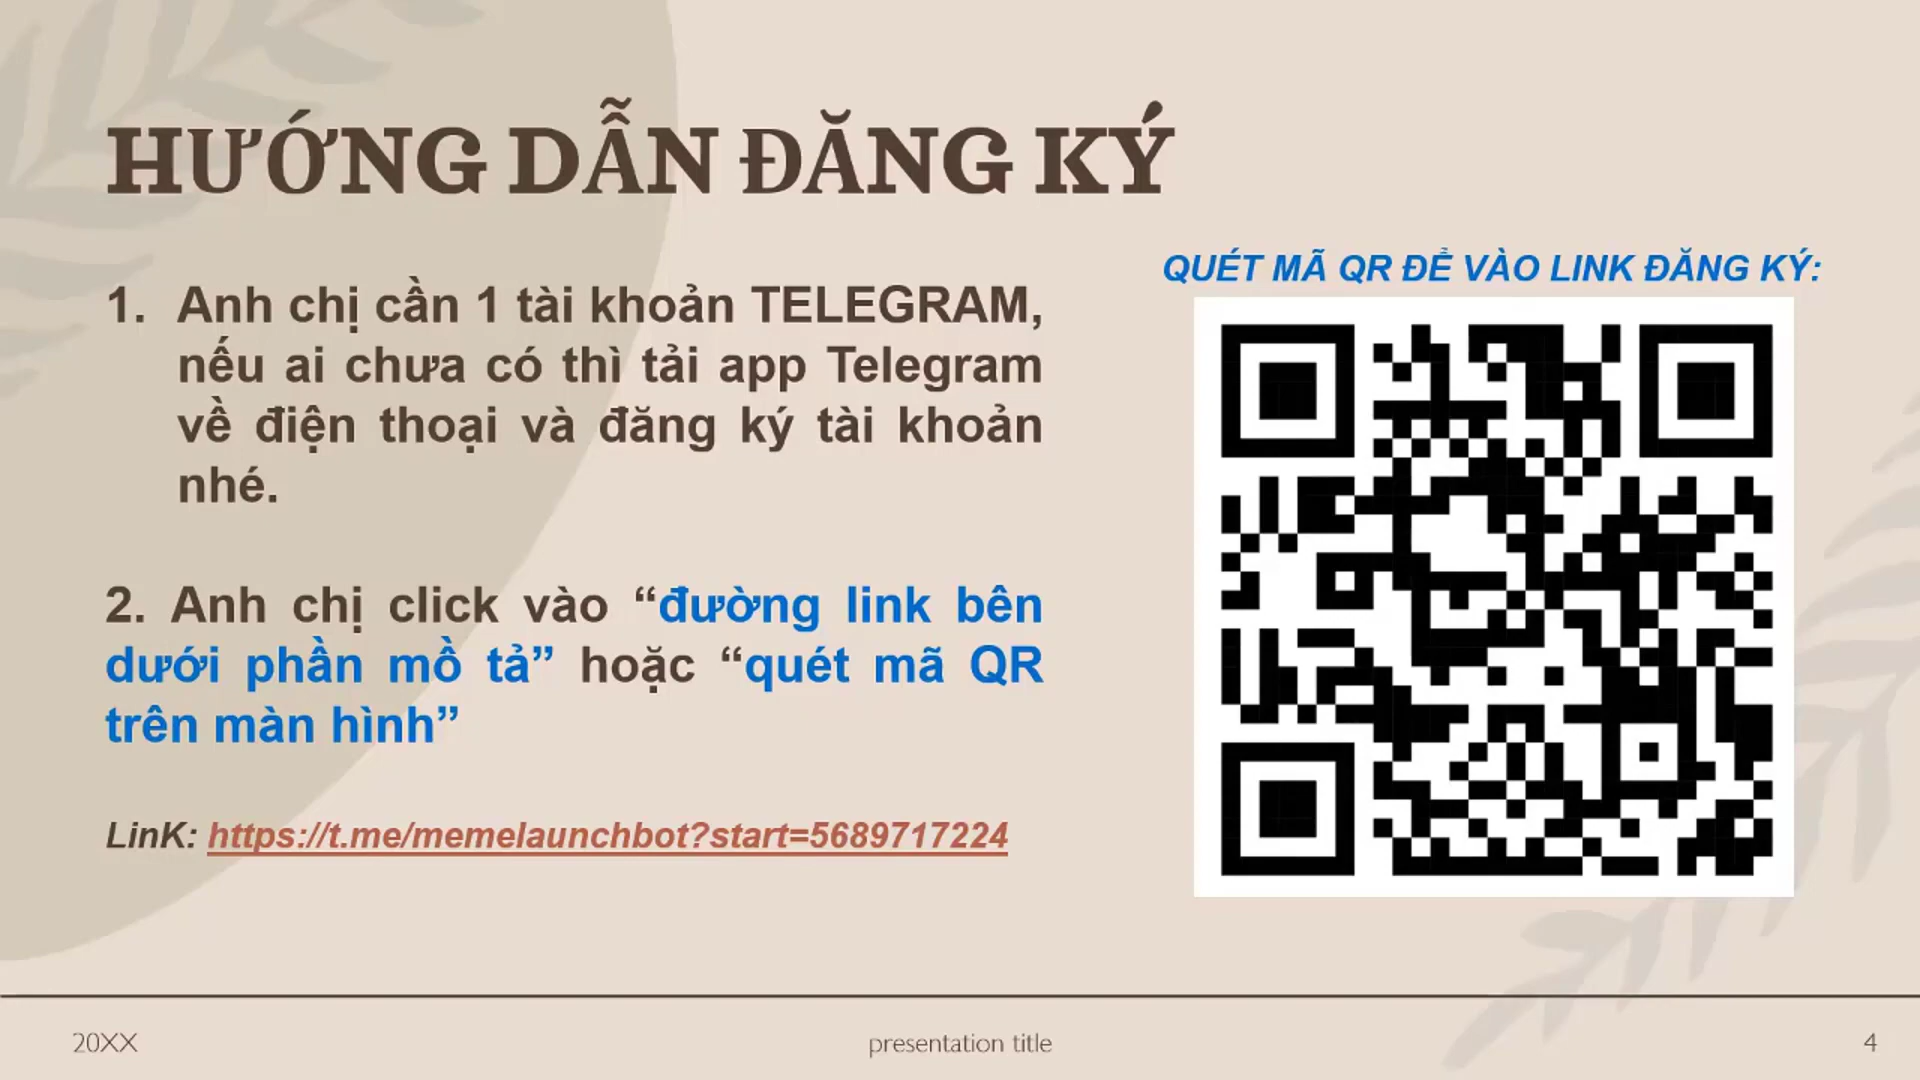 HƯỚNG DẪN ĐĂNG KÝ
1. Anh chị cần 1 tài khoản TELEGRAM,
nếu ai chưa có thì tải app Telegram
về điện thoại và đăng ký tài khoản
nhé.
2. Anh chị click vào “đường link bên
dưới phần mồ tả” hoặc “quét mã QR
trên màn hình”
LinK: https://t.me/memelaunchbot?start=5689717224
QUÉT MÃ QR ĐỂ VÀO LINK ĐĂNG KÝ:
20XX
presentation title
4